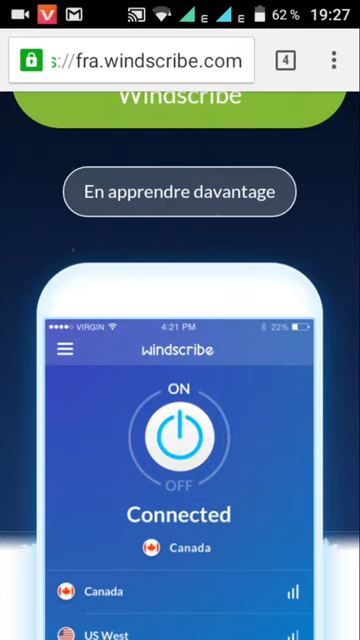 E
E
62 %
19:27
s://fra.windscribe.com
4
Windscribe
En apprendre davantage
VIRGIN
4:21 PM
22%
windscribe
ON
OFF
Connected
Canada
Canada
US West